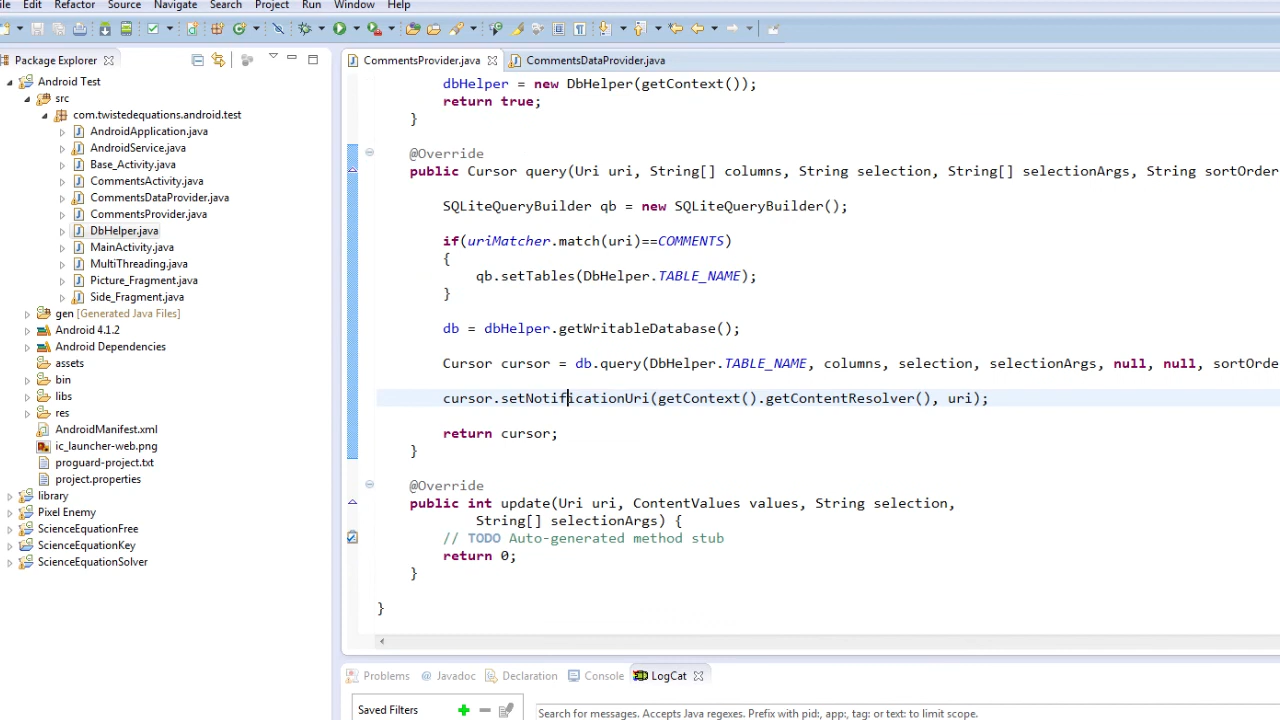 ile Edit Refactor Source Navigate Search Project Run Window Help
Package Explorer
Android Test
src
com.twistedequations.android.test
AndroidApplication.java
AndroidService.java
Base_Activity.java
CommentsActivity.java
CommentsDataProvider.java
CommentsProvider.java
DbHelper.java
MainActivity.java
MultiThreading.java
Picture_Fragment.java
Side_Fragment.java
gen [Generated Java Files]
Android 4.1.2
Android Dependencies
assets
bin
libs
res
AndroidManifest.xml
ic_launcher-web.png
proguard-project.txt
project.properties
library
Pixel Enemy
ScienceEquationFree
ScienceEquationKey
ScienceEquationSolver
CommentsProvider.java CommentsDataProvider.java
dbHelper = new DbHelper(getContext());
return true;
}
@Override
public Cursor query(Uri uri, String[] columns, String selection, String[] selectionArgs, String sortOrder
SQLiteQueryBuilder qb = new SQLiteQueryBuilder();
if(uriMatcher.match(uri)==COMMENTS)
{
qb.setTables(DbHelper.TABLE_NAME);
}
db = dbHelper.getWritableDatabase();
Cursor cursor = db.query(DbHelper.TABLE_NAME, columns, selection, selectionArgs, null, null, sortOrde
cursor.setNotificationUri(getContext().getContentResolver(), uri);
return cursor;
}
@Override
public int update(Uri uri, ContentValues values, String selection,
String[] selectionArgs) {
// TODO Auto-generated method stub
return 0;
}
}
Problems @ Javadoc Declaration Console LogCat
Saved Filters
Search for messages. Accepts Java regexes. Prefix with pid:, app:, tag: or text: to limit scope.